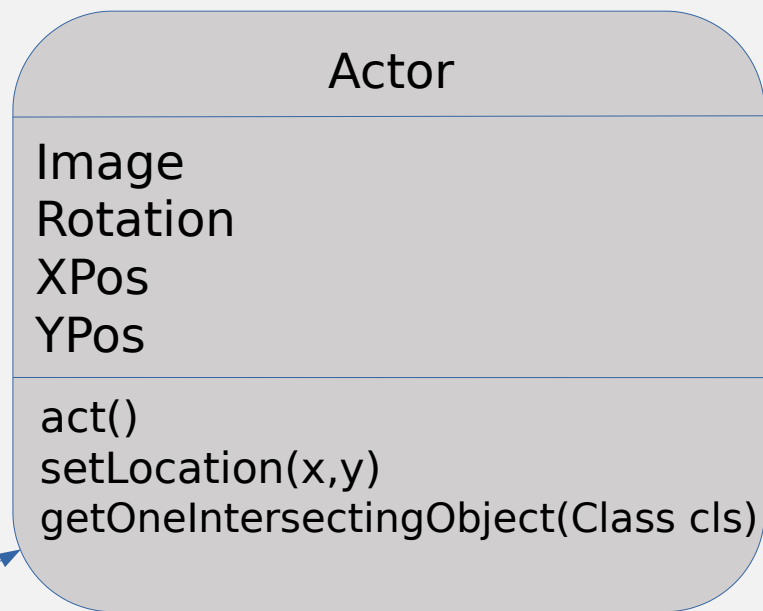 Actor
Image
Rotation
XPos
YPos
act()
setLocation(x,y)
getOneIntersectingObject(Class cls)